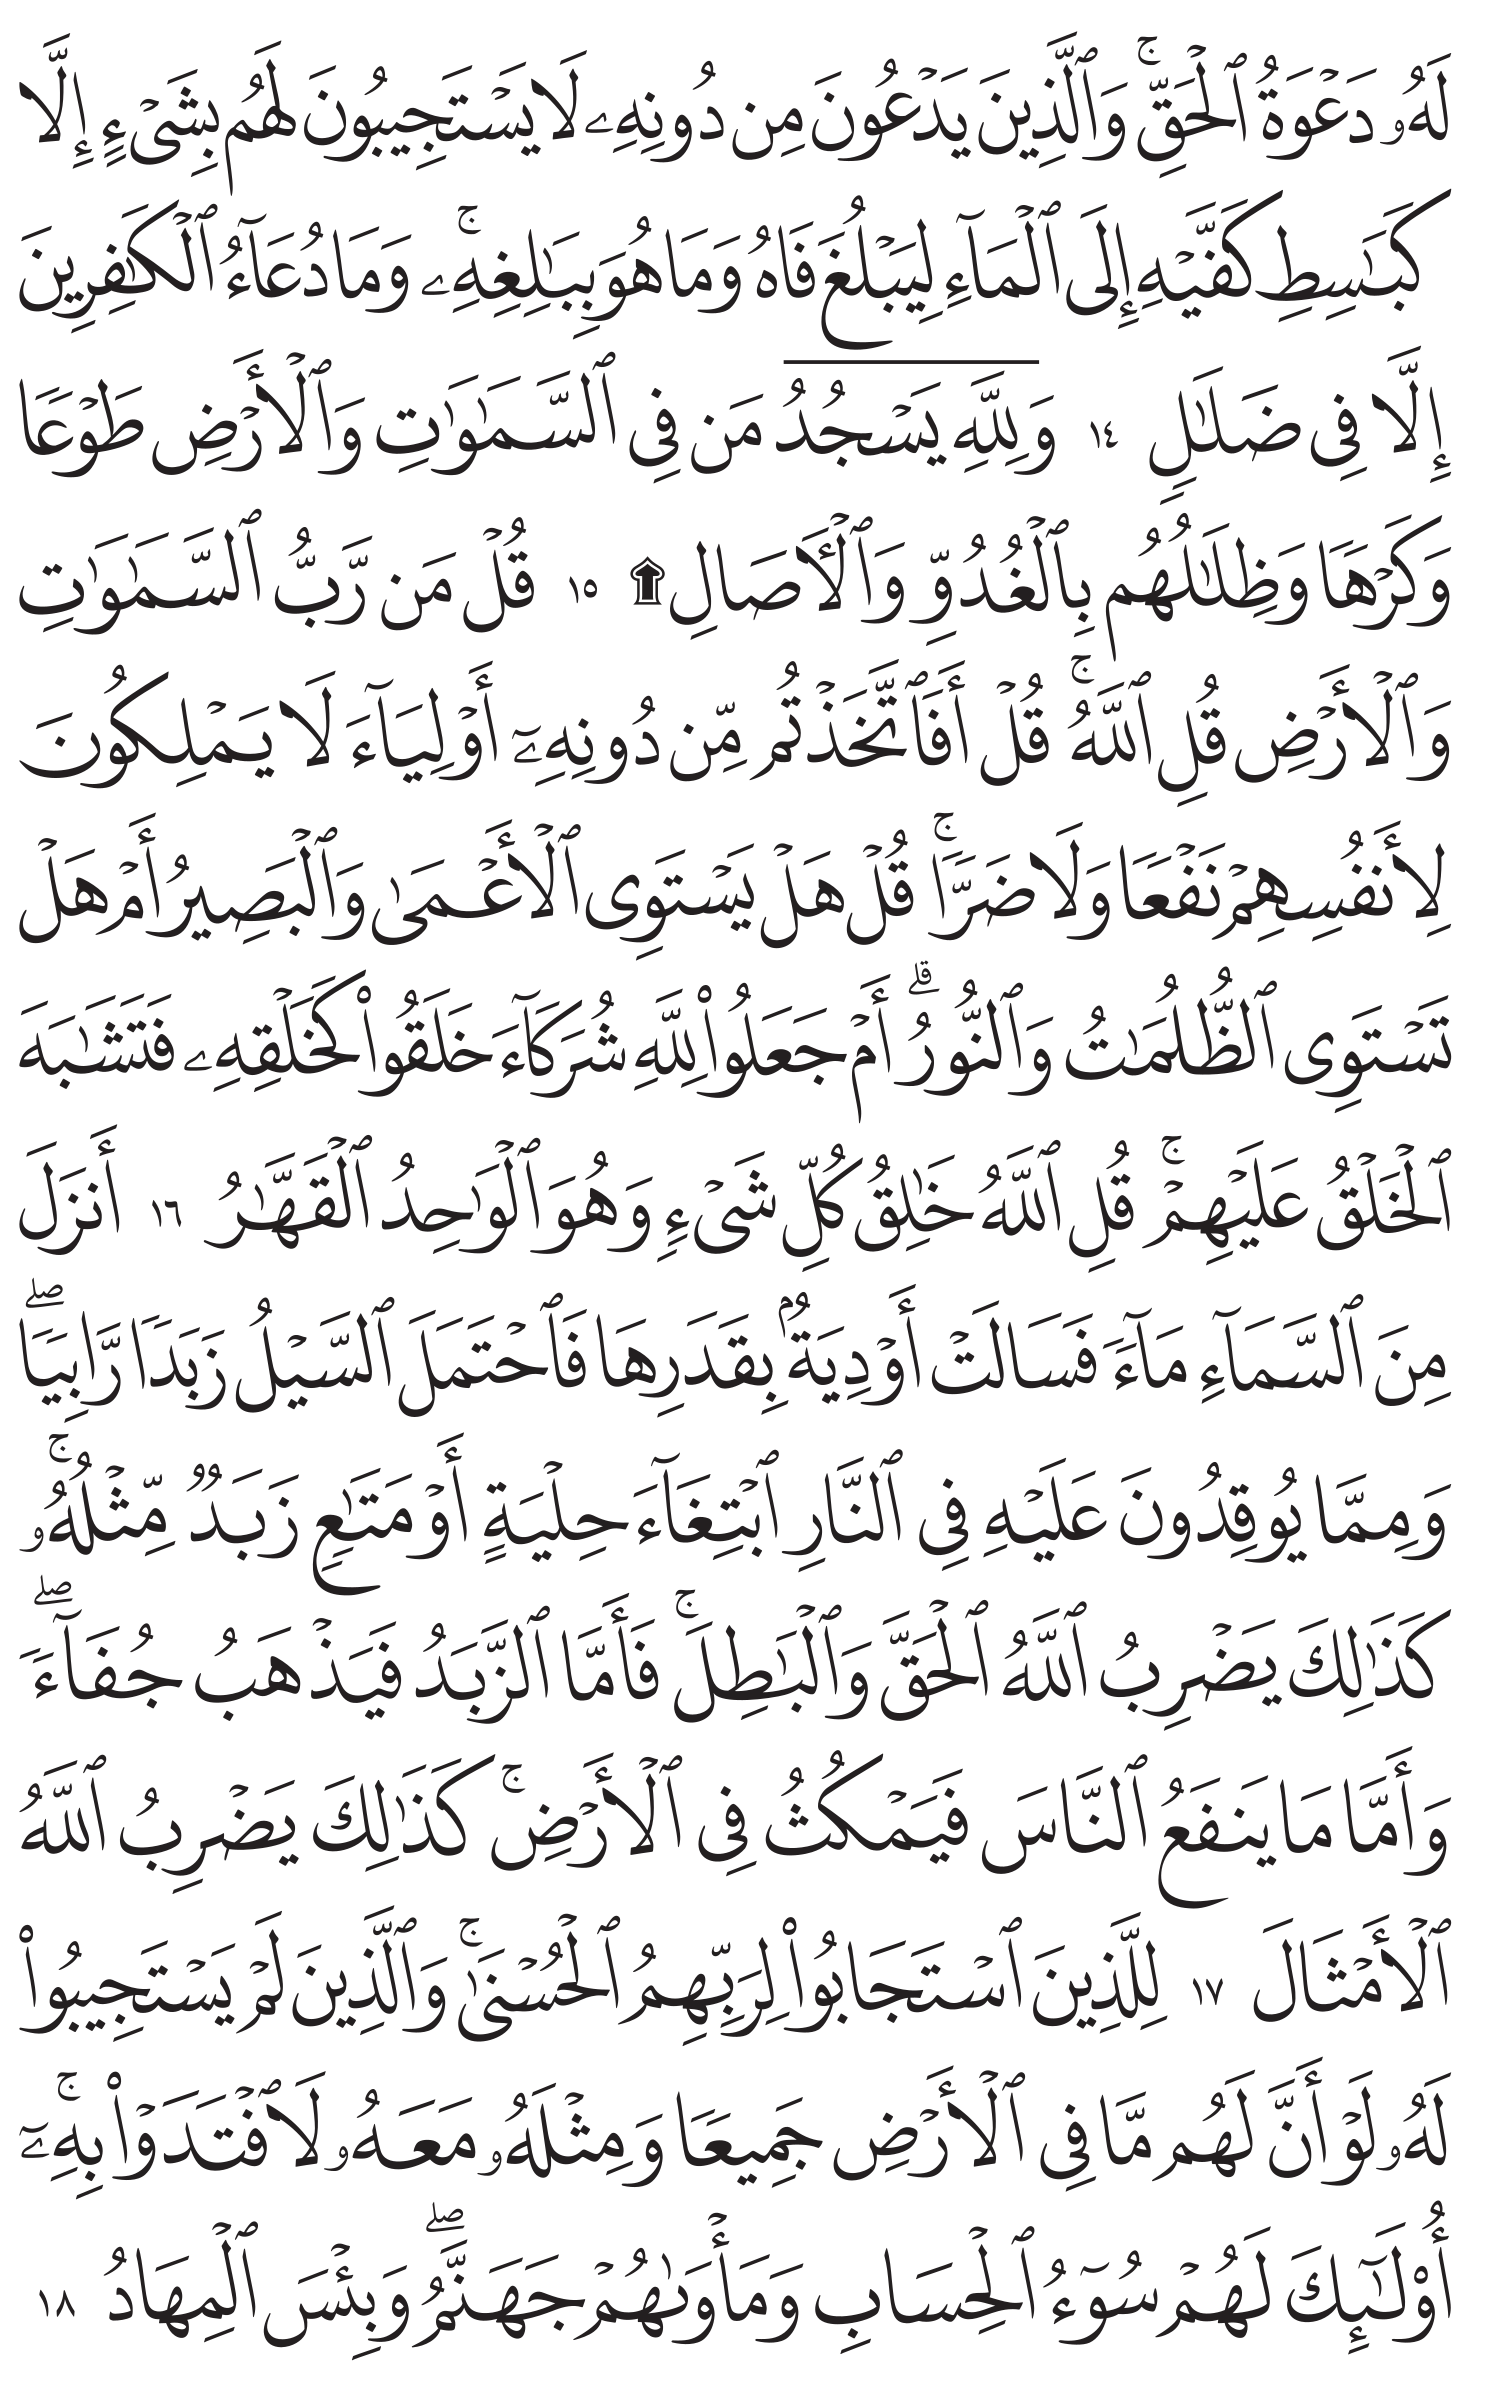 لَهُۥ دَعْوَةُ ٱلْحَقِّ ۚ وَٱلَّذِينَ يَدْعُونَ مِن دُونِهِۦ لَا يَسْتَجِيبُونَ لَهُم بِشَىْءٍ إِلَّا
كَبَـٰسِطِ كَفَّيْهِ إِلَى ٱلْمَآءِ لِيَبْلُغَ فَاهُ وَمَا هُوَ بِبَـٰلِغِهِۦ ۚ وَمَا دُعَآءُ ٱلْكَـٰفِرِينَ
إِلَّا فِى ضَلَـٰلٍ ١٤ وَلِلَّهِ يَسْجُدُ مَن فِى ٱلسَّمَـٰوَٰتِ وَٱلْأَرْضِ طَوْعًا
وَكَرْهًا وَظِلَـٰلُهُم بِٱلْغُدُوِّ وَٱلْـَٔاصَالِ ۩ ١٥ قُلْ مَن رَّبُّ ٱلسَّمَـٰوَٰتِ
وَٱلْأَرْضِ قُلِ ٱللَّهُ ۚ قُلْ أَفَٱتَّخَذْتُم مِّن دُونِهِۦٓ أَوْلِيَآءَ لَا يَمْلِكُونَ
لِأَنفُسِهِمْ نَفْعًا وَلَا ضَرًّا ۚ قُلْ هَلْ يَسْتَوِى ٱلْأَعْمَىٰ وَٱلْبَصِيرُ أَمْ هَلْ
تَسْتَوِى ٱلظُّلُمَـٰتُ وَٱلنُّورُ ۗ أَمْ جَعَلُوا۟ لِلَّهِ شُرَكَآءَ خَلَقُوا۟ كَخَلْقِهِۦ فَتَشَـٰبَهَ
ٱلْخَلْقُ عَلَيْهِمْ ۚ قُلِ ٱللَّهُ خَـٰلِقُ كُلِّ شَىْءٍ وَهُوَ ٱلْوَٰحِدُ ٱلْقَهَّـٰرُ ١٦ أَنزَلَ
مِنَ ٱلسَّمَآءِ مَآءً فَسَالَتْ أَوْدِيَةٌۢ بِقَدَرِهَا فَٱحْتَمَلَ ٱلسَّيْلُ زَبَدًا رَّابِيًا ۖ
وَمِمَّا يُوقِدُونَ عَلَيْهِ فِى ٱلنَّارِ ٱبْتِغَآءَ حِلْيَةٍ أَوْ مَتَـٰعٍ زَبَدٌ مِّثْلُهُۥ ۚ
كَذَٰلِكَ يَضْرِبُ ٱللَّهُ ٱلْحَقَّ وَٱلْبَـٰطِلَ ۚ فَأَمَّا ٱلزَّبَدُ فَيَذْهَبُ جُفَآءً ۖ
وَأَمَّا مَا يَنفَعُ ٱلنَّاسَ فَيَمْكُثُ فِى ٱلْأَرْضِ ۚ كَذَٰلِكَ يَضْرِبُ ٱللَّهُ
ٱلْأَمْثَالَ ١٧ لِلَّذِينَ ٱسْتَجَابُوا۟ لِرَبِّهِمُ ٱلْحُسْنَىٰ ۚ وَٱلَّذِينَ لَمْ يَسْتَجِيبُوا۟
لَهُۥ لَوْ أَنَّ لَهُم مَّا فِى ٱلْأَرْضِ جَمِيعًا وَمِثْلَهُۥ مَعَهُۥ لَٱفْتَدَوْا۟ بِهِۦٓ ۚ
أُو۟لَـٰٓئِكَ لَهُمْ سُوٓءُ ٱلْحِسَابِ وَمَأْوَىٰهُمْ جَهَنَّمُ ۖ وَبِئْسَ ٱلْمِهَادُ ١٨